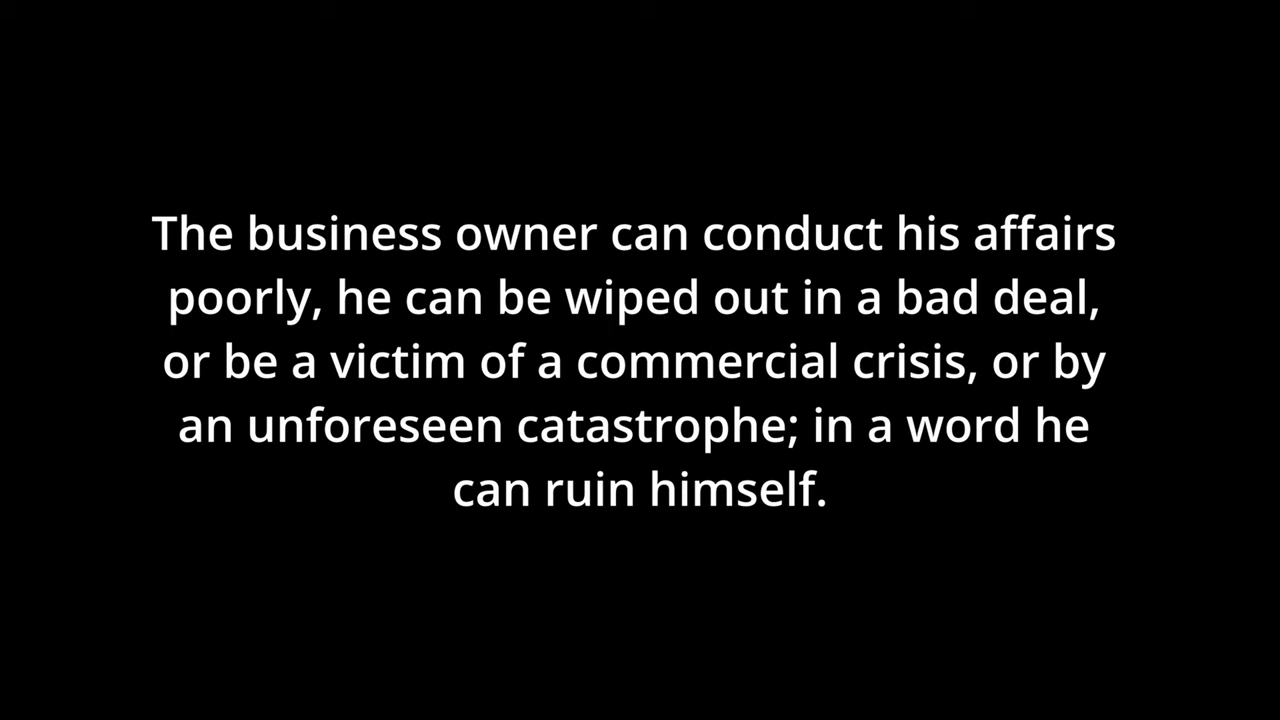 The business owner can conduct his affairs
poorly, he can be wiped out in a bad deal,
or be a victim of a commercial crisis, or by
an unforeseen catastrophe; in a word he
can ruin himself.